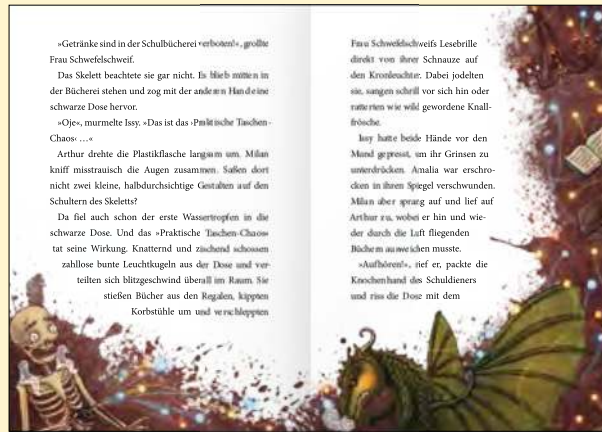 »Getränke sind in der Schulbücherei verboten!«, grollte
Frau Schwefelschweif.
Das Skelett beachtete sie gar nicht. Es blieb mitten in
der Bücherei stehen und zog mit der anderen Hand eine
schwarze Dose hervor.
»Oje«, murmelte Issy. »Das ist das ›Praktische Taschen-
Chaos‹ …«
Arthur drehte die Plastikflasche langsam um. Milan
kniff misstrauisch die Augen zusammen. Saßen dort
nicht zwei kleine, halbdurchsichtige Gestalten auf den
Schultern des Skeletts?
Da fiel auch schon der erste Wassertropfen in die
schwarze Dose. Und das »Praktische Taschen-Chaos«
tat seine Wirkung. Knatternd und zischend schossen
zahllose bunte Leuchtkugeln aus der Dose und ver-
teilten sich blitzgeschwind überall im Raum. Sie
stießen Bücher aus den Regalen, kippten
Korbstühle um und verschleppten
Frau Schwefelschweifs Lesebrille
direkt von ihrer Schnauze auf
den Kronleuchter. Dabei jodelten
sie, sangen schrill vor sich hin oder
ratterten wie wild gewordene Knall-
frösche.
Issy hatte beide Hände vor den
Mund gepresst, um ihr Grinsen zu
unterdrücken. Amalia war erschro-
cken in ihren Spiegel verschwunden.
Milan aber sprang auf und lief auf
Arthur zu, wobei er hin und wie-
der durch die Luft fliegenden
Büchern ausweichen musste.
»Aufhören!«, rief er, packte die
Knochenhand des Schuldieners
und riss die Dose mit dem